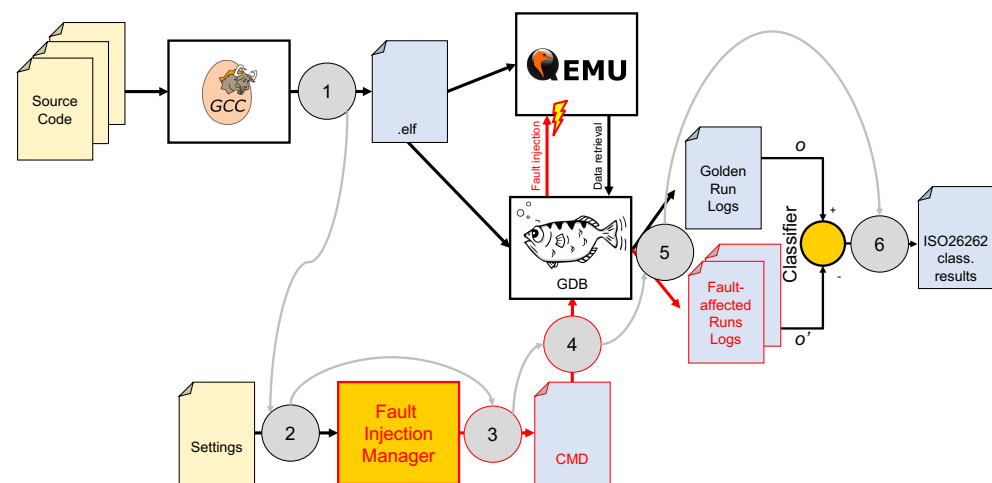 Source
Code
GCC
1
.elf
QEMU
Fault injection
Data retrieval
GDB
5
Golden
Run
Logs
Fault-
affected
Runs
Logs
o
o'
Classifier
+
-
6
ISO26262
class.
results
4
Settings
2
Fault
Injection
Manager
3
CMD